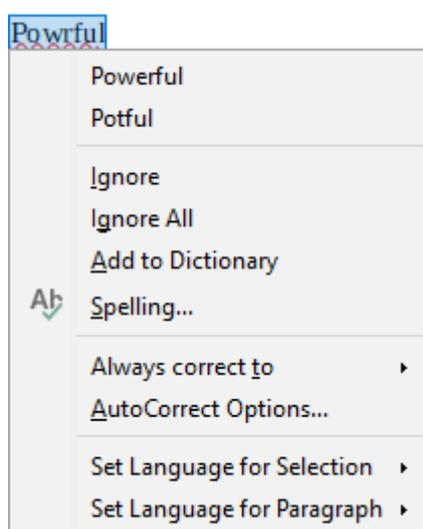 Powrful
Powerful
Potful
Ignore
Ignore All
Add to Dictionary
Spelling...
Always correct to
AutoCorrect Options...
Set Language for Selection
Set Language for Paragraph